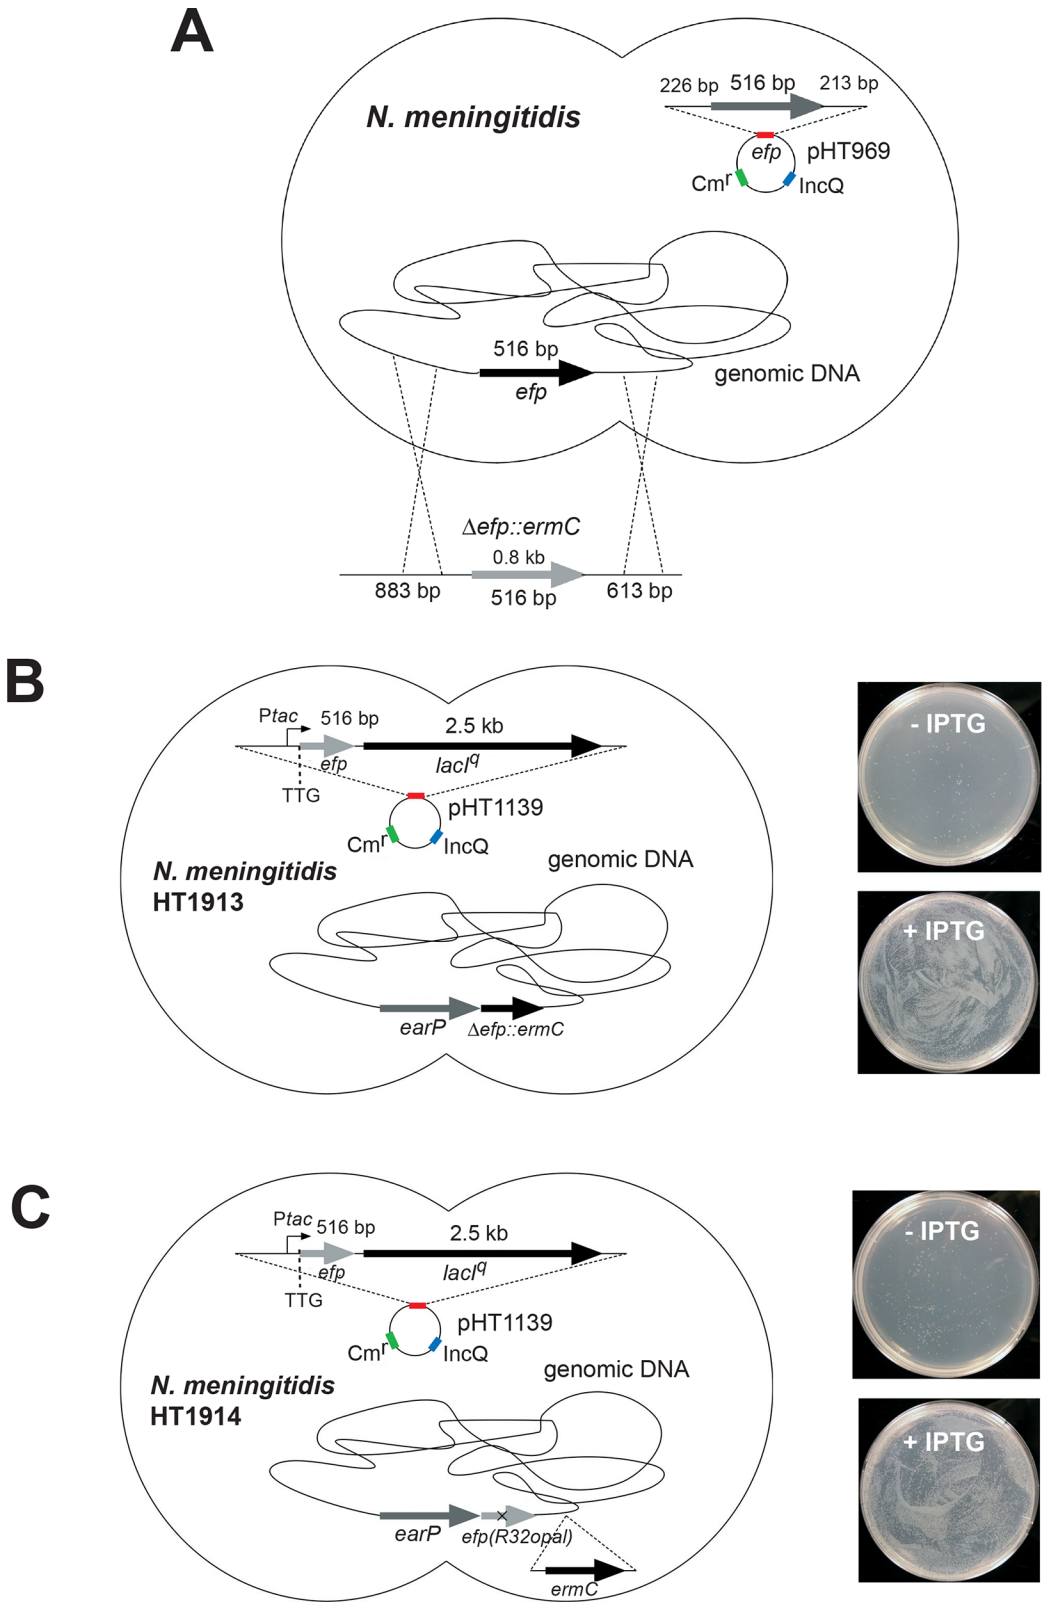 A
N. meningitidis
226 bp 516 bp 213 bp
efp
pHT969
Cmr
IncQ
516 bp
efp
genomic DNA
Δefp::ermC
0.8 kb
883 bp
516 bp
613 bp
B
Ptac
516 bp
2.5 kb
efp
lacIq
TTG
pHT1139
Cmr
IncQ
N. meningitidis
HT1913
genomic DNA
earP
Δefp::ermC
- IPTG
+ IPTG
C
Ptac
516 bp
2.5 kb
efp
lacIq
TTG
pHT1139
Cmr
IncQ
N. meningitidis
HT1914
genomic DNA
earP
efp(R32opal)
ermC
- IPTG
+ IPTG